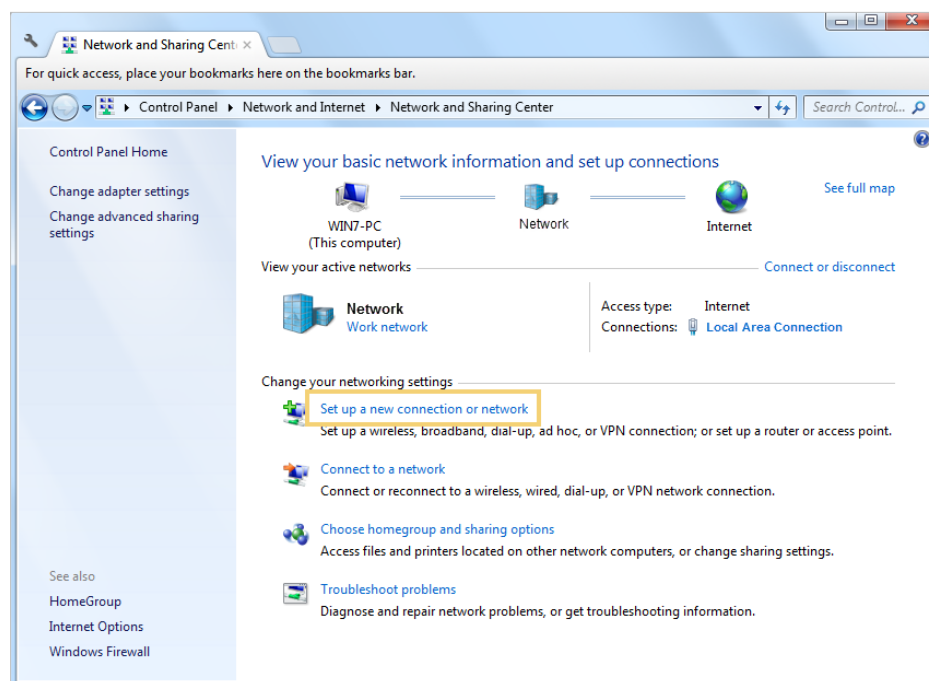 Network and Sharing Cent
For quick access, place your bookmarks here on the bookmarks bar.
Control Panel Network and Internet Network and Sharing Center
Search Control...
Control Panel Home
Change adapter settings
Change advanced sharing
settings
View your basic network information and set up connections
See full map
WIN7-PC
(This computer)
Network
Internet
View your active networks
Connect or disconnect
Network
Work network
Access type: Internet
Connections: Local Area Connection
Change your networking settings
Set up a new connection or network
Set up a wireless, broadband, dial-up, ad hoc, or VPN connection; or set up a router or access point.
Connect to a network
Connect or reconnect to a wireless, wired, dial-up, or VPN network connection.
Choose homegroup and sharing options
Access files and printers located on other network computers, or change sharing settings.
Troubleshoot problems
Diagnose and repair network problems, or get troubleshooting information.
See also
HomeGroup
Internet Options
Windows Firewall